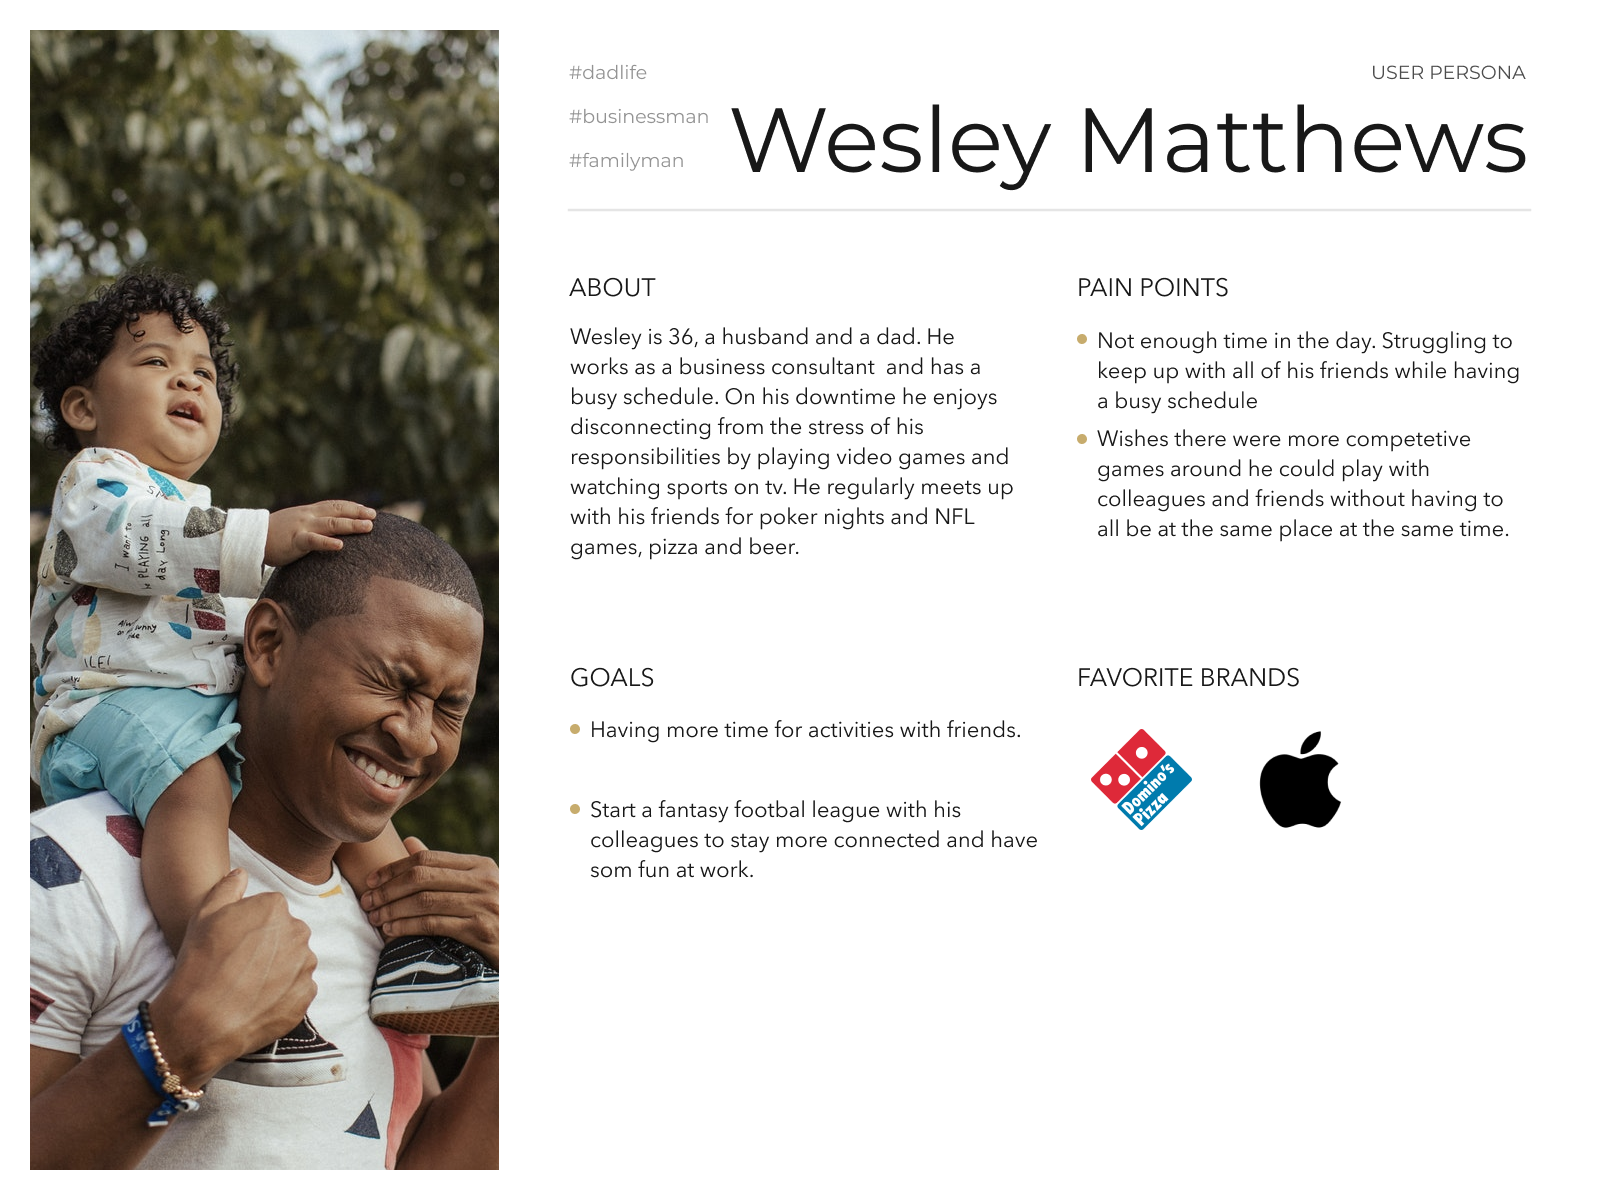 #dadlife
USER PERSONA
#businessman
Wesley Matthews
#familyman
ABOUT
Wesley is 36, a husband and a dad. He
works as a business consultant  and has a
busy schedule. On his downtime he enjoys
disconnecting from the stress of his
responsibilities by playing video games and
watching sports on tv. He regularly meets up
with his friends for poker nights and NFL
games, pizza and beer.
PAIN POINTS
Not enough time in the day. Struggling to
keep up with all of his friends while having
a busy schedule
Wishes there were more competetive
games around he could play with
colleagues and friends without having to
all be at the same place at the same time.
GOALS
Having more time for activities with friends.
Start a fantasy footbal league with his
colleagues to stay more connected and have
som fun at work.
FAVORITE BRANDS
Domino's
Pizza
I want to
be PLAYING all
day Long